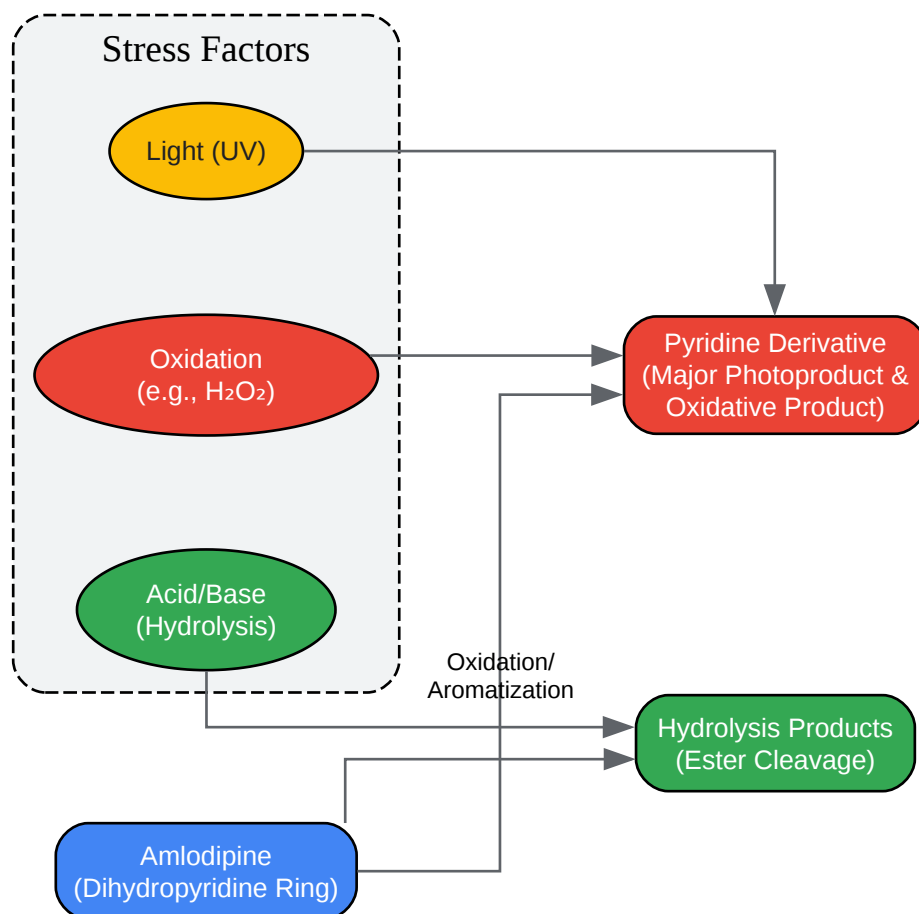 Stress Factors
Light (UV)
Oxidation
(e.g., H₂O₂)
Pyridine Derivative
(Major Photoproduct &
Oxidative Product)
Acid/Base
(Hydrolysis)
Oxidation/
Aromatization
Hydrolysis Products
(Ester Cleavage)
Amlodipine
(Dihydropyridine Ring)